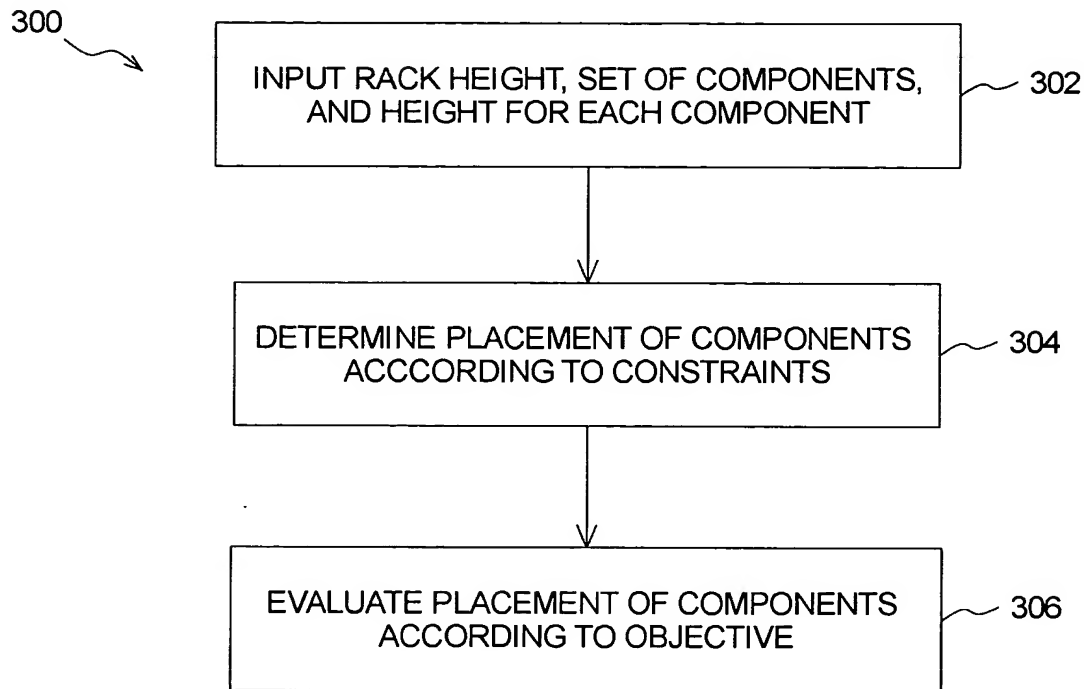 300
INPUT RACK HEIGHT, SET OF COMPONENTS,
AND HEIGHT FOR EACH COMPONENT
302
DETERMINE PLACEMENT OF COMPONENTS
ACCCORDING TO CONSTRAINTS
304
EVALUATE PLACEMENT OF COMPONENTS
ACCORDING TO OBJECTIVE
306